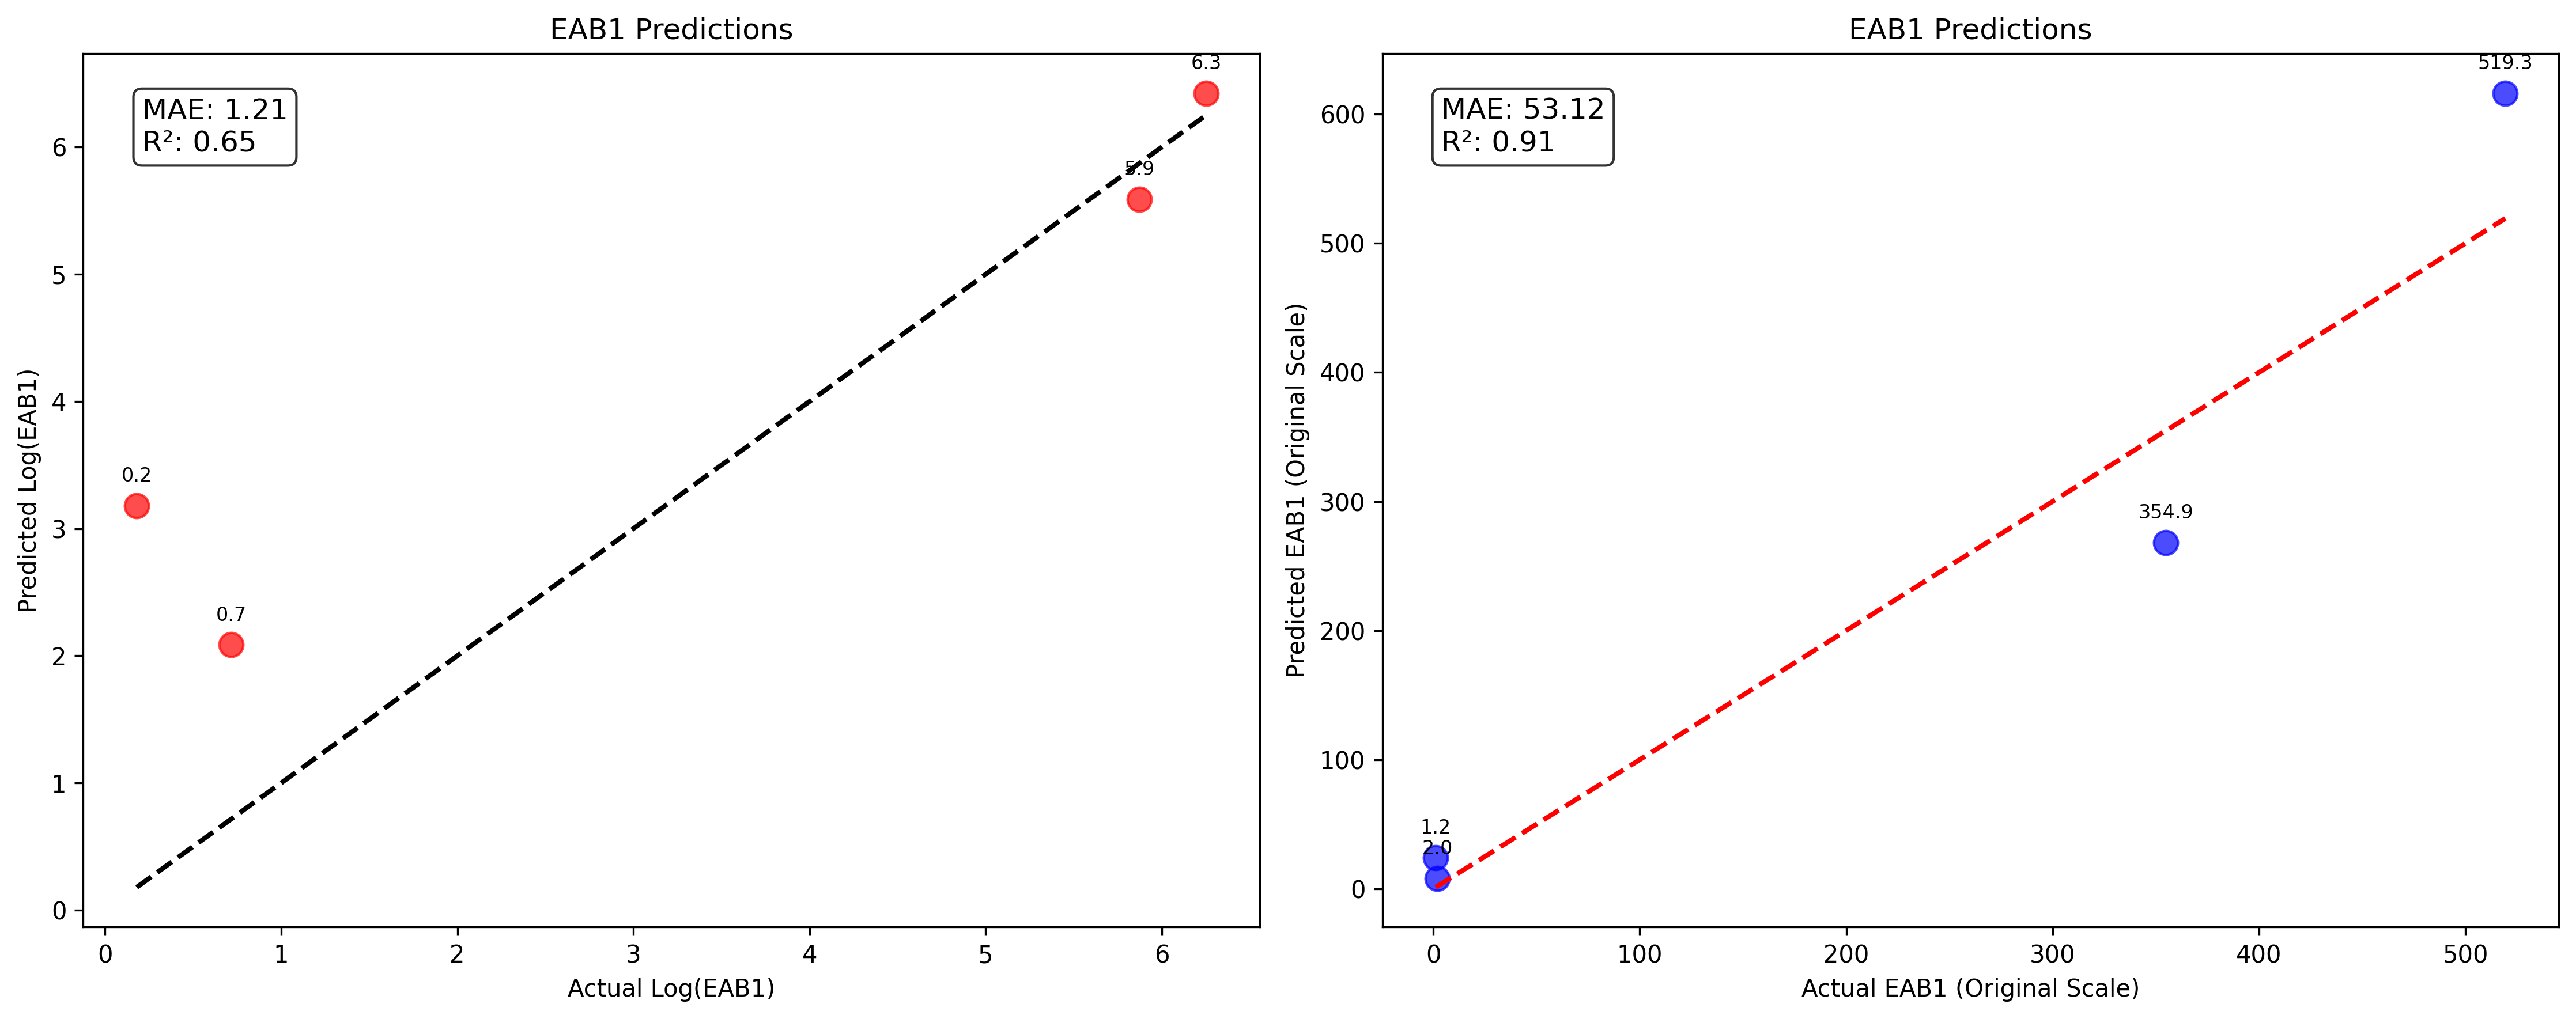 EAB1 Predictions
MAE: 1.21
R²: 0.65
6.3
5.9
0.2
0.7
6
5
4
3
2
1
0
Predicted Log(EAB1)
0 1 2 3 4 5 6
Actual Log(EAB1)
EAB1 Predictions
MAE: 53.12
R²: 0.91
519.3
354.9
1.2
2.0
600
500
400
300
200
100
0
Predicted EAB1 (Original Scale)
0 100 200 300 400 500
Actual EAB1 (Original Scale)